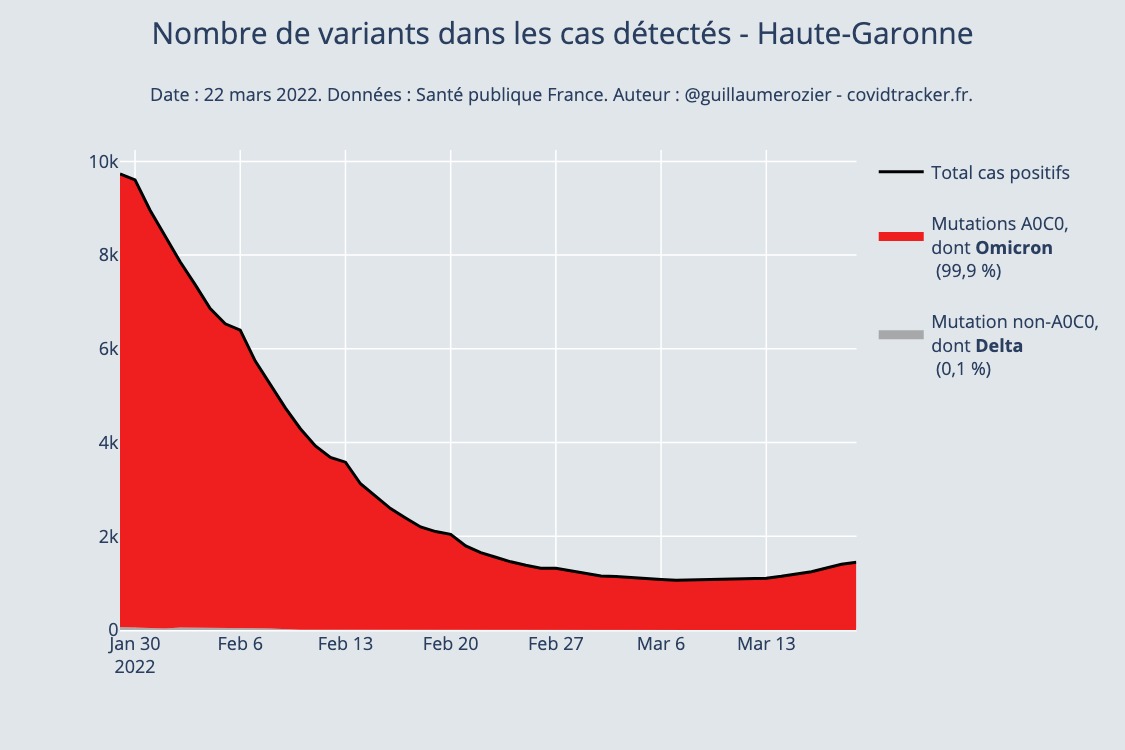 Nombre de variants dans les cas détectés - Haute-Garonne
Date : 22 mars 2022. Données : Santé publique France. Auteur : @guillaumerozier - covidtracker.fr.
10k
8k
6k
4k
2k
0
Jan 30
2022
Feb 6
Feb 13
Feb 20
Feb 27
Mar 6
Mar 13
Total cas positifs
Mutations A0C0,
dont Omicron
(99,9 %)
Mutation non-A0C0,
dont Delta
(0,1 %)